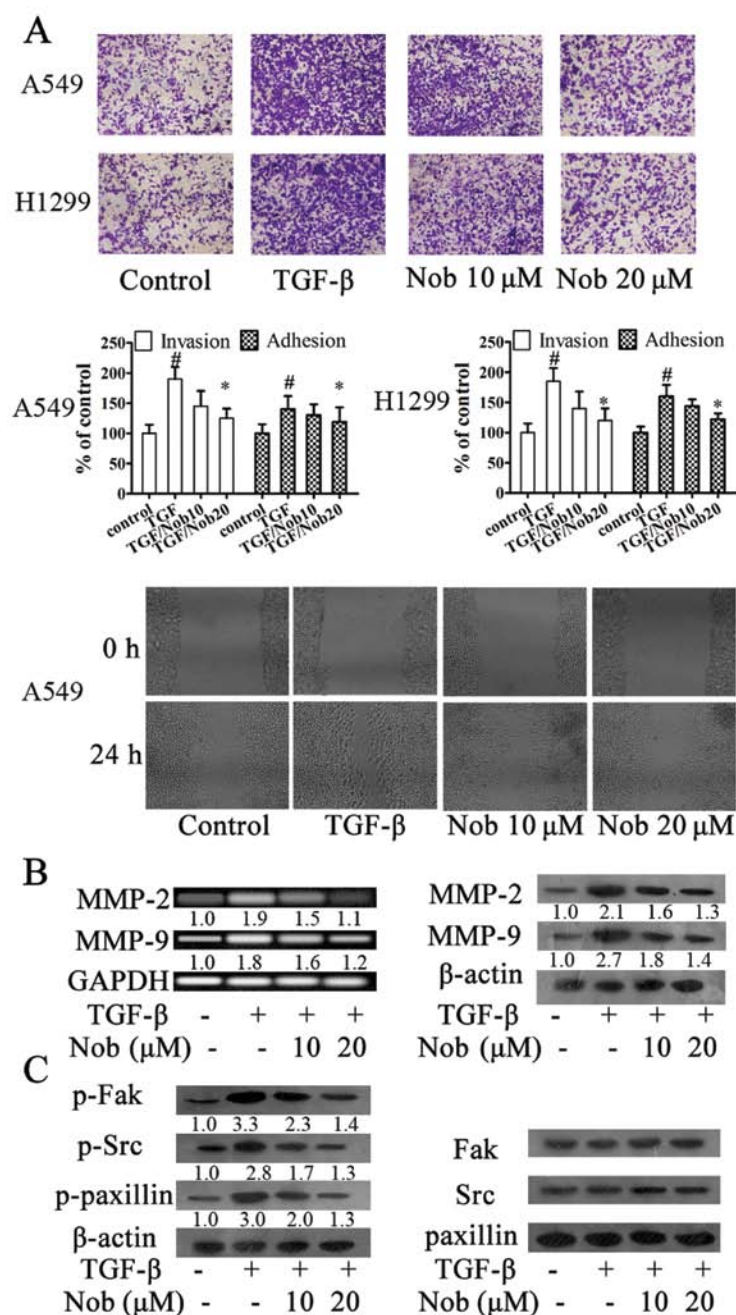 A
A549
H1299
Control TGF-β Nob 10 μM Nob 20 μM
A549
% of control
250
200
150
100
50
0
Invasion Adhesion
# * # *
control TGF TGF/Nob10 TGF/Nob20 control TGF TGF/Nob10 TGF/Nob20
H1299
% of control
250
200
150
100
50
0
Invasion Adhesion
# * # *
control TGF TGF/Nob10 TGF/Nob20 control TGF TGF/Nob10 TGF/Nob20
A549
0 h
24 h
Control TGF-β Nob 10 μM Nob 20 μM
B
MMP-2
1.0 1.9 1.5 1.1
MMP-9
1.0 1.8 1.6 1.2
GAPDH
TGF-β - + + +
Nob (μM) - - 10 20
MMP-2
1.0 2.1 1.6 1.3
MMP-9
1.0 2.7 1.8 1.4
β-actin
TGF-β - + + +
Nob (μM) - - 10 20
C
p-Fak
1.0 3.3 2.3 1.4
p-Src
1.0 2.8 1.7 1.3
p-paxillin
1.0 3.0 2.0 1.3
β-actin
TGF-β - + + +
Nob (μM) - - 10 20
Fak
Src
paxillin
TGF-β - + + +
Nob (μM) - - 10 20